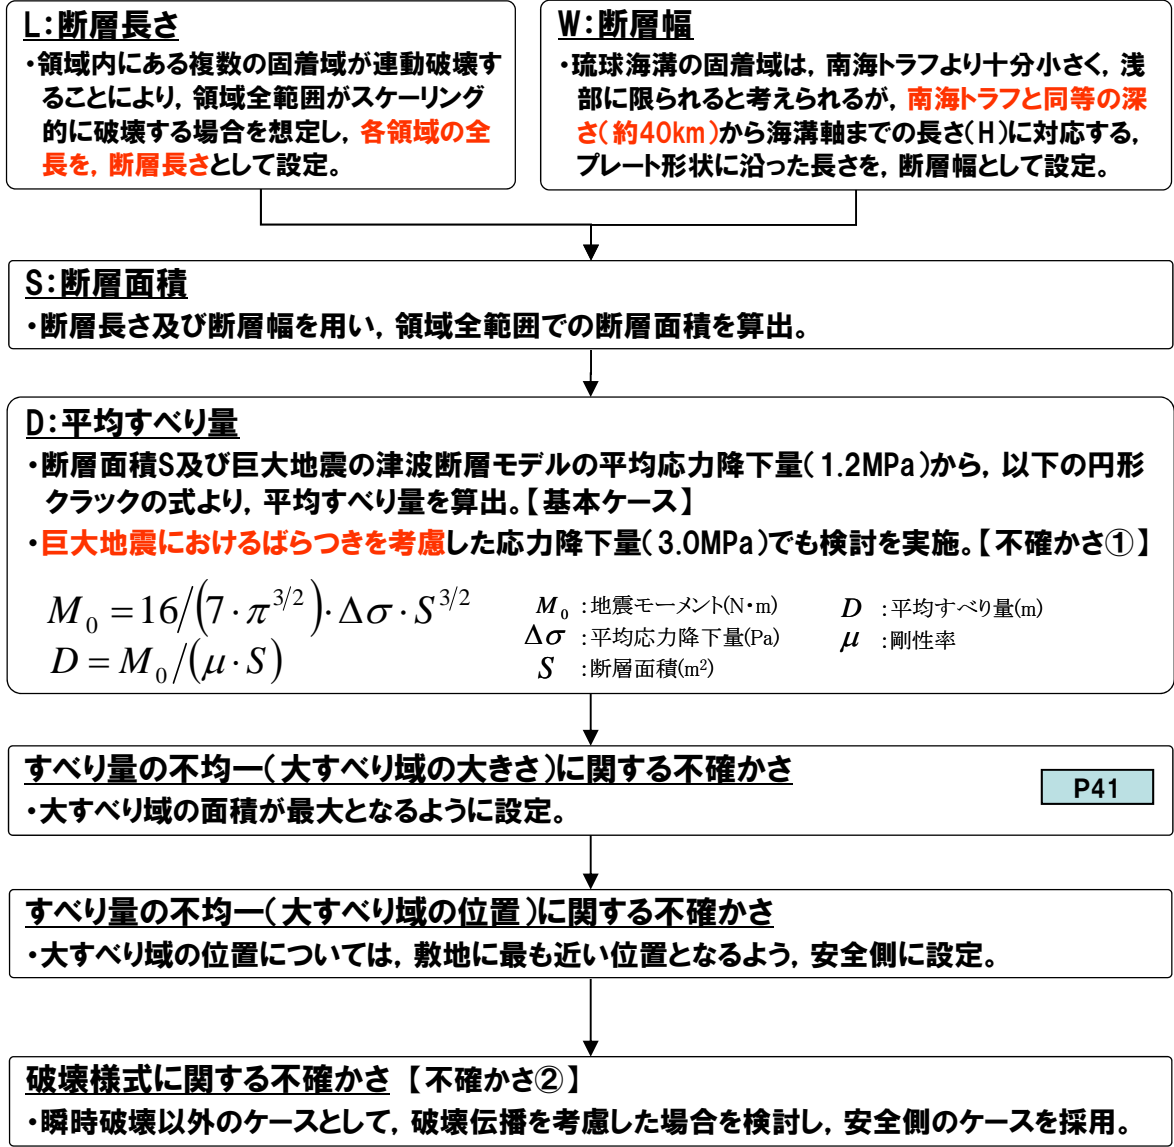 L:断層長さ
・領域内にある複数の固着域が連動破壊す
ることにより,領域全範囲がスケーリング
的に破壊する場合を想定し,各領域の全
長を,断層長さとして設定。
W:断層幅
・琉球海溝の固着域は,南海トラフより十分小さく,浅
部に限られると考えられるが,南海トラフと同等の深
さ(約40km)から海溝軸までの長さ(H)に対応する,
プレート形状に沿った長さを,断層幅として設定。
S:断層面積
・断層長さ及び断層幅を用い,領域全範囲での断層面積を算出。
D:平均すべり量
・断層面積S及び巨大地震の津波断層モデルの平均応力降下量(1.2MPa)から,以下の円形
クラックの式より,平均すべり量を算出。【基本ケース】
・巨大地震におけるばらつきを考慮した応力降下量(3.0MPa)でも検討を実施。【不確かさ①】
M₀ = 16/(7・π^{3/2})・Δσ・S^{3/2}
D = M₀/(μ・S)
M₀ :地震モーメント(N・m)
Δσ :平均応力降下量(Pa)
S :断層面積(m²)
D :平均すべり量(m)
μ :剛性率
すべり量の不均一(大すべり域の大きさ)に関する不確かさ
・大すべり域の面積が最大となるように設定。
P41
すべり量の不均一(大すべり域の位置)に関する不確かさ
・大すべり域の位置については,敷地に最も近い位置となるよう,安全側に設定。
破壊様式に関する不確かさ【不確かさ②】
・瞬時破壊以外のケースとして,破壊伝播を考慮した場合を検討し,安全側のケースを採用。